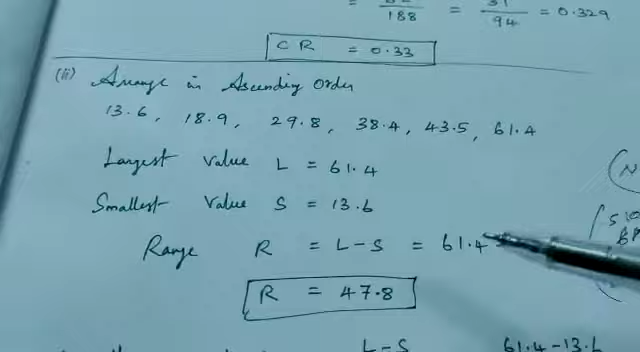 = 188 = 31/94 = 0.329
CR = 0.33
(ii) Arrange in Ascending Order
13.6, 18.9, 29.8, 38.4, 43.5, 61.4
Largest Value L = 61.4
Smallest Value S = 13.6
Range R = L-S = 61.4
R = 47.8
L-S 61.4-13.6